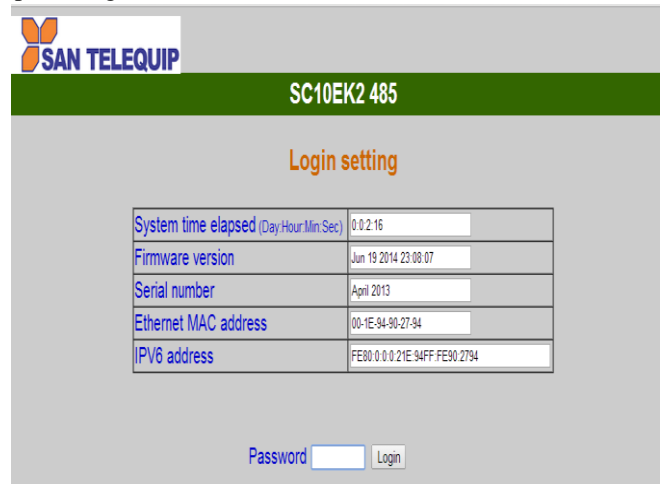 SAN TELEQUIP
SC10EK2 485
Login setting
System time elapsed (Day:Hour:Min:Sec) 0:0:2:16
Firmware version Jun 19 2014 23:08:07
Serial number April 2013
Ethernet MAC address 00-1E-94-90-27-94
IPV6 address FE80:0:0:0:21E:94FF:FE90:2794
Password Login